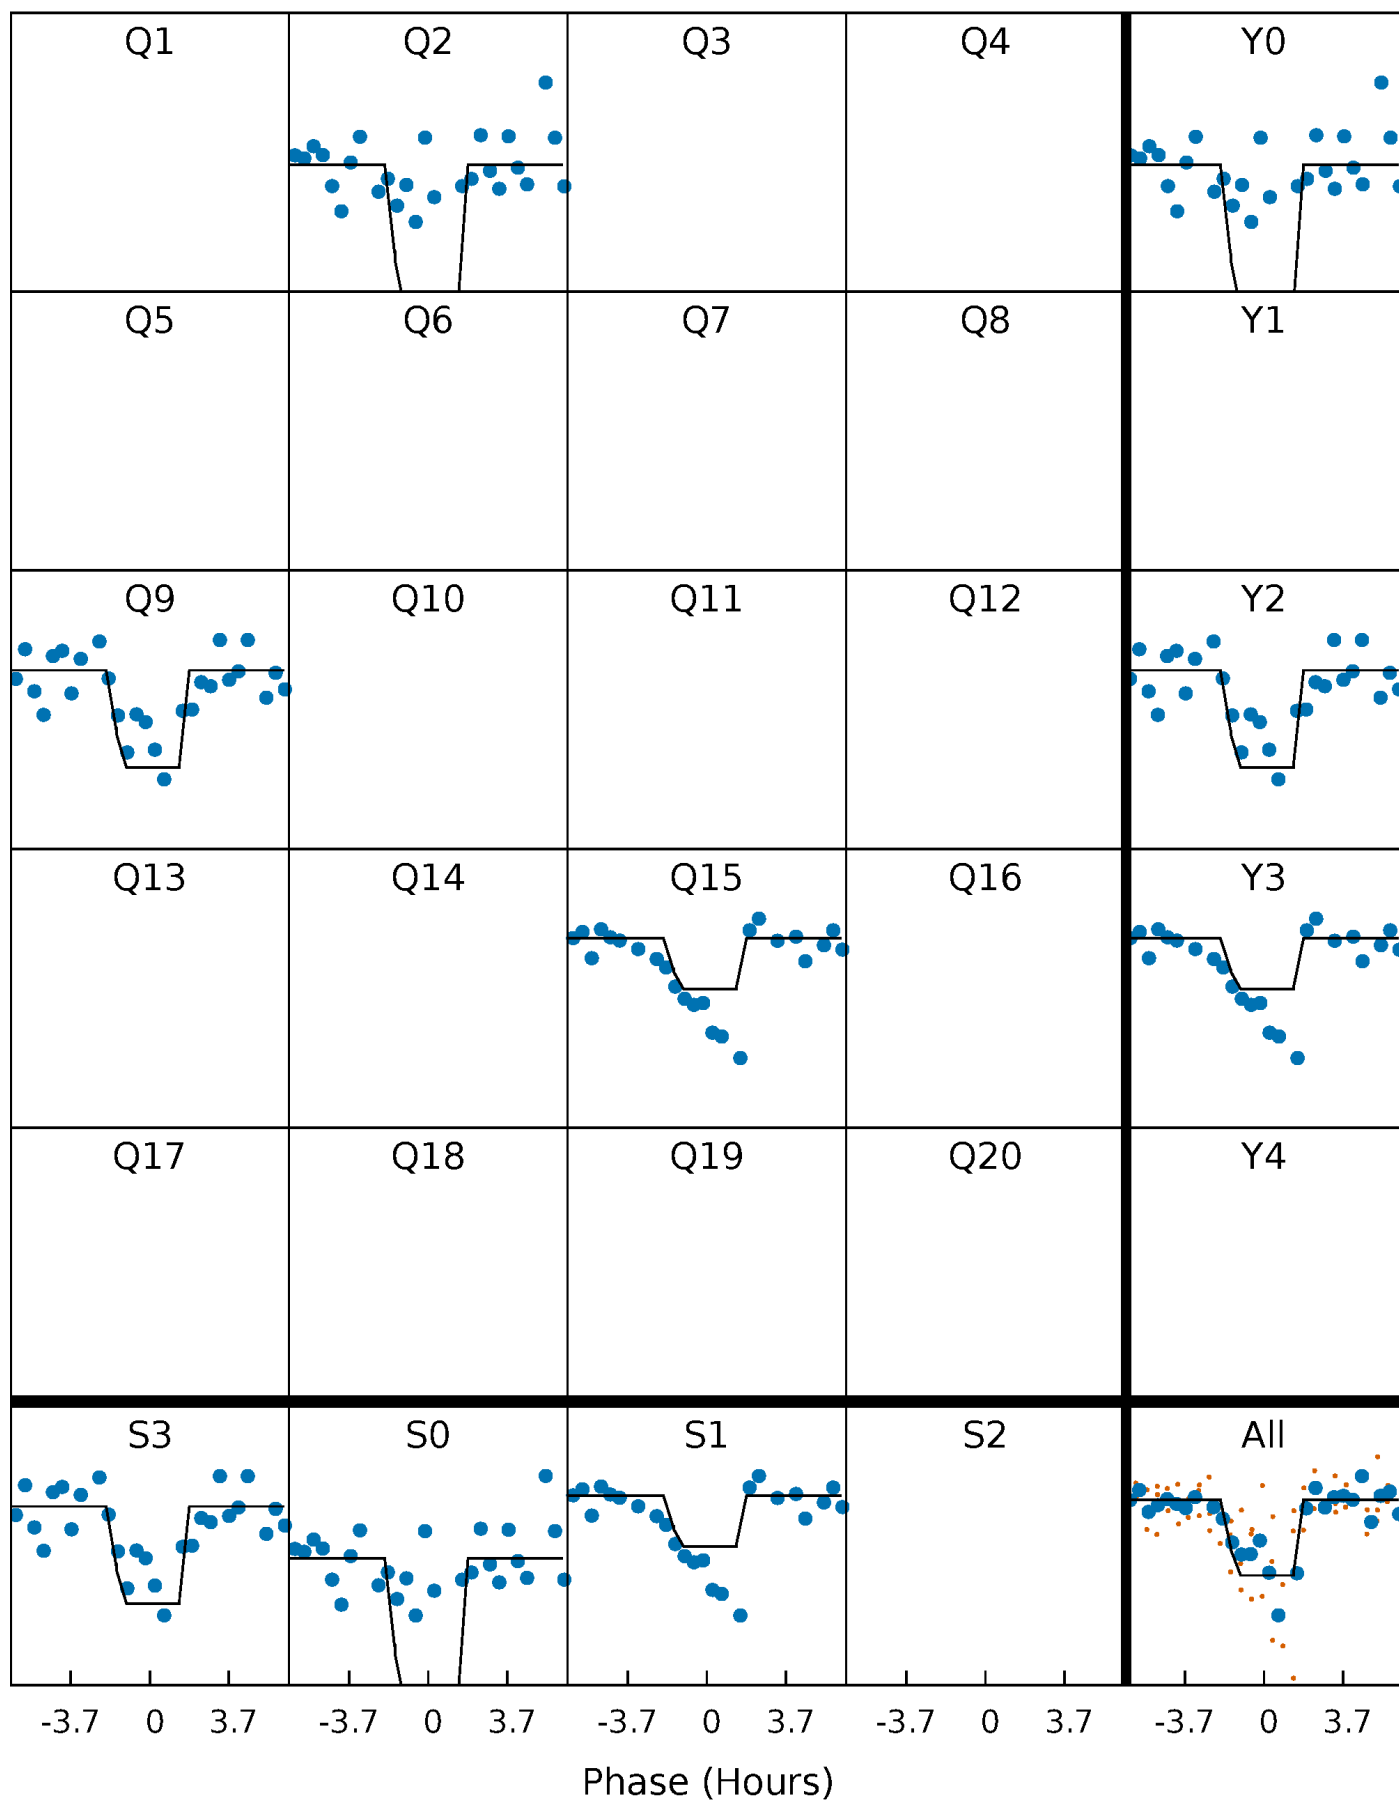 Q1 Q2 Q3 Q4 Y0
Q5 Q6 Q7 Q8 Y1
Q9 Q10 Q11 Q12 Y2
Q13 Q14 Q15 Q16 Y3
Q17 Q18 Q19 Q20 Y4
S3 S0 S1 S2 All
-3.7 0 3.7 -3.7 0 3.7 -3.7 0 3.7 -3.7 0 3.7 -3.7 0 3.7
Phase (Hours)